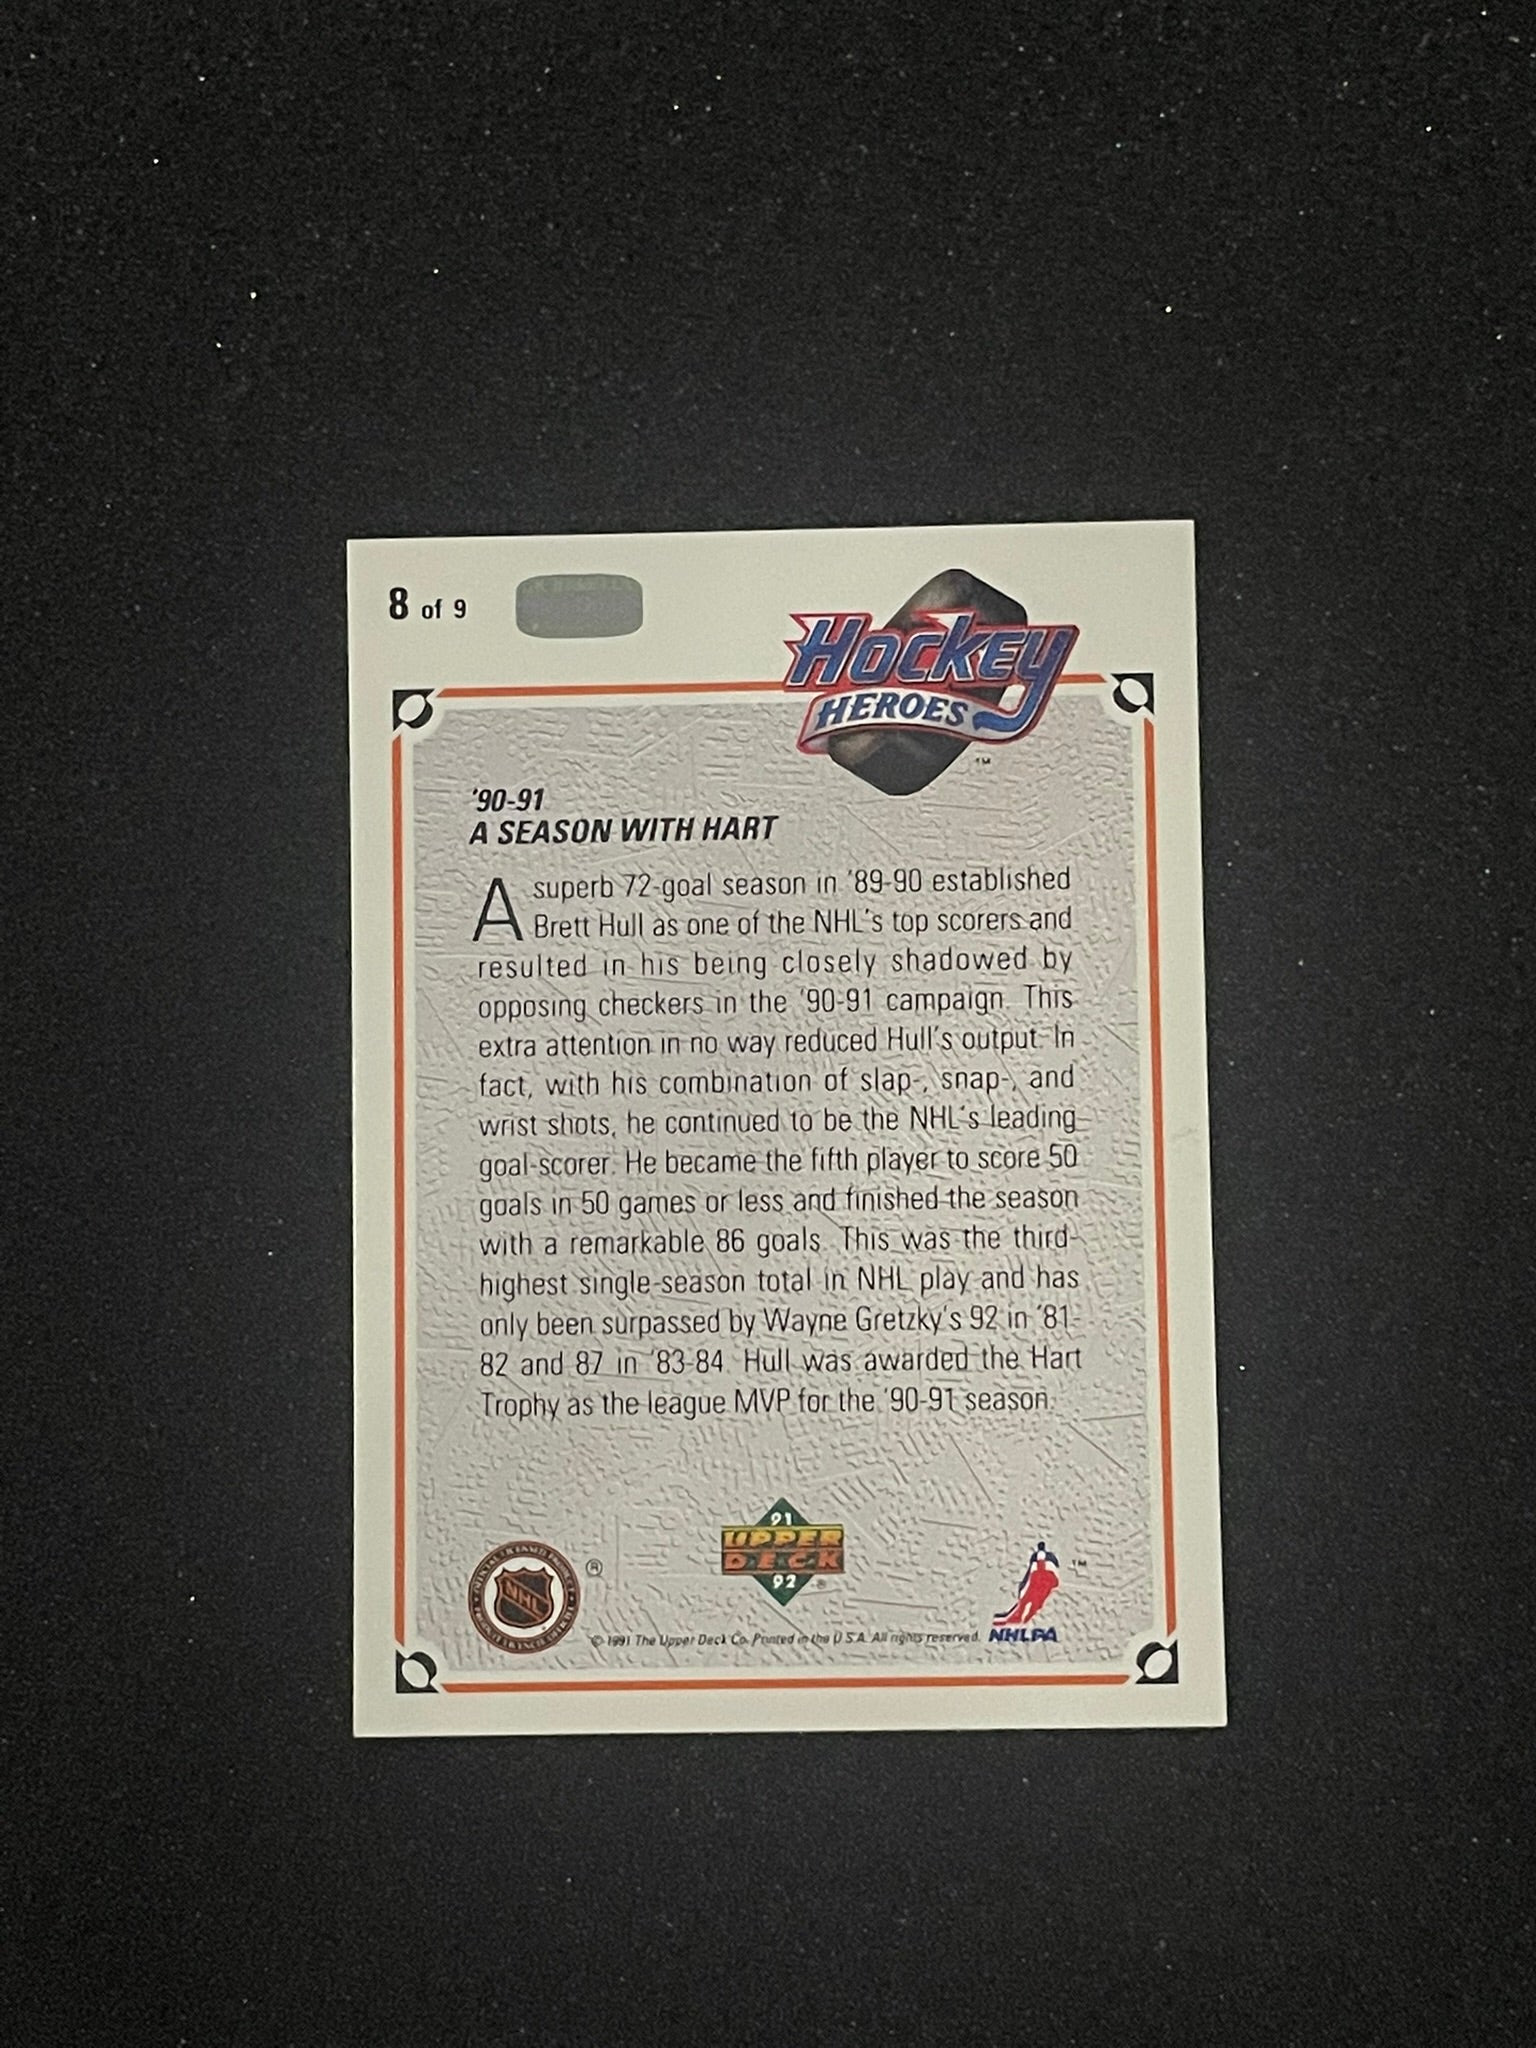 8 of 9
Hockey
HEROES
TM
'90-91
A SEASON WITH HART
A superb 72-goal season in '89-90 established
Brett Hull as one of the NHL's top scorers and
resulted in his being closely shadowed by
opposing checkers in the '90-91 campaign. This
extra attention in no way reduced Hull's output. In
fact, with his combination of slap-, snap-, and
wrist shots, he continued to be the NHL's leading
goal-scorer. He became the fifth player to score 50
goals in 50 games or less and finished the season
with a remarkable 86 goals. This was the third-
highest single-season total in NHL play and has
only been surpassed by Wayne Gretzky's 92 in '81-
82 and 87 in '83-84. Hull was awarded the Hart
Trophy as the league MVP for the '90-91 season.
91
UPPER
DECK
92 ®
NHL
®
TM
NHLPA
© 1991 The Upper Deck Co. Printed in the U.S.A. All rights reserved.